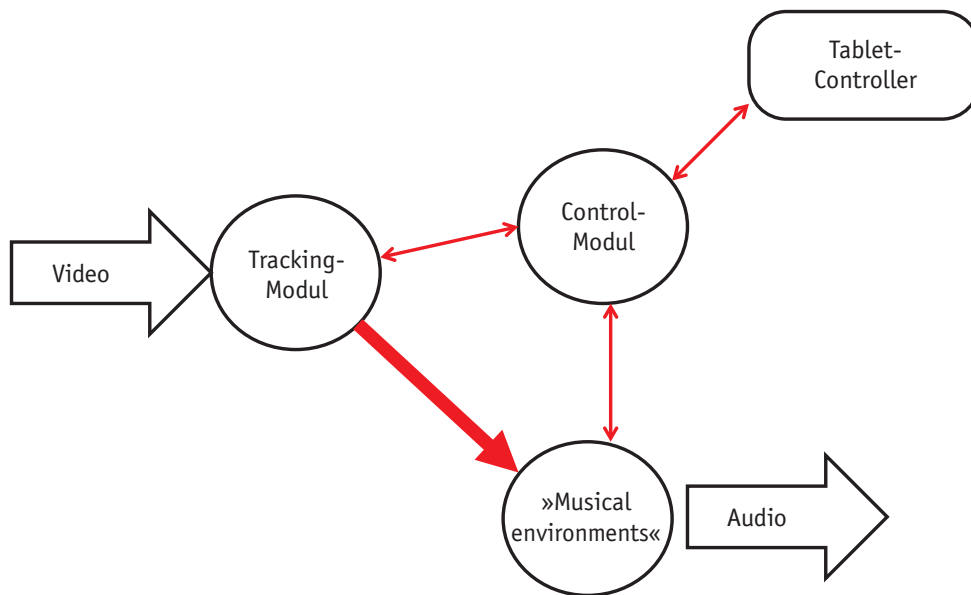 Tablet-
Controller
Control-
Modul
Video
Tracking-
Modul
»Musical
environments«
Audio